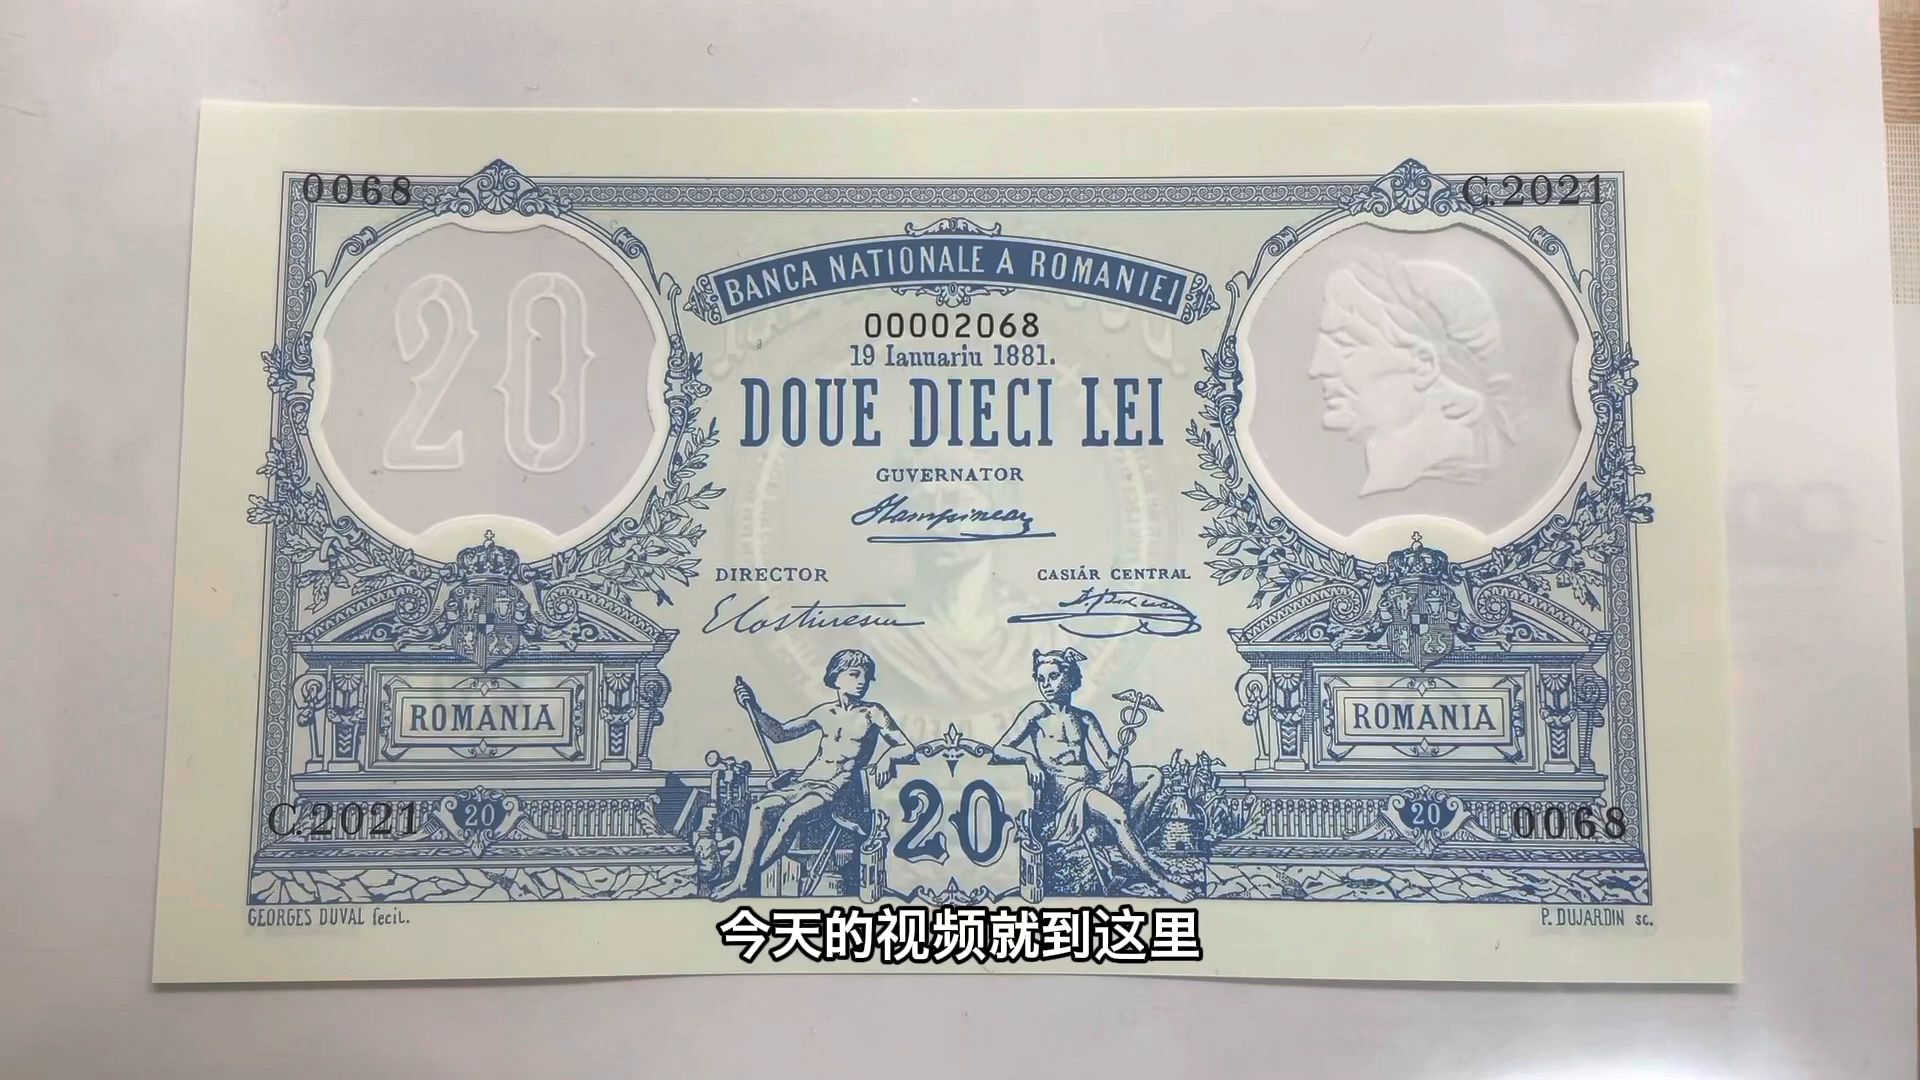 0068
C.2021
BANCA NATIONALE A ROMANIEI
00002068
19 Ianuariu 1881.
20
DOUE DIECI LEI
GUVERNATOR
DIRECTOR
CASIÁR CENTRAL
ROMANIA
ROMANIA
C.2021
20
20
20
0068
GEORGES DUVAL fecit.
P. DUJARDIN sc.
今天的视频就到这里